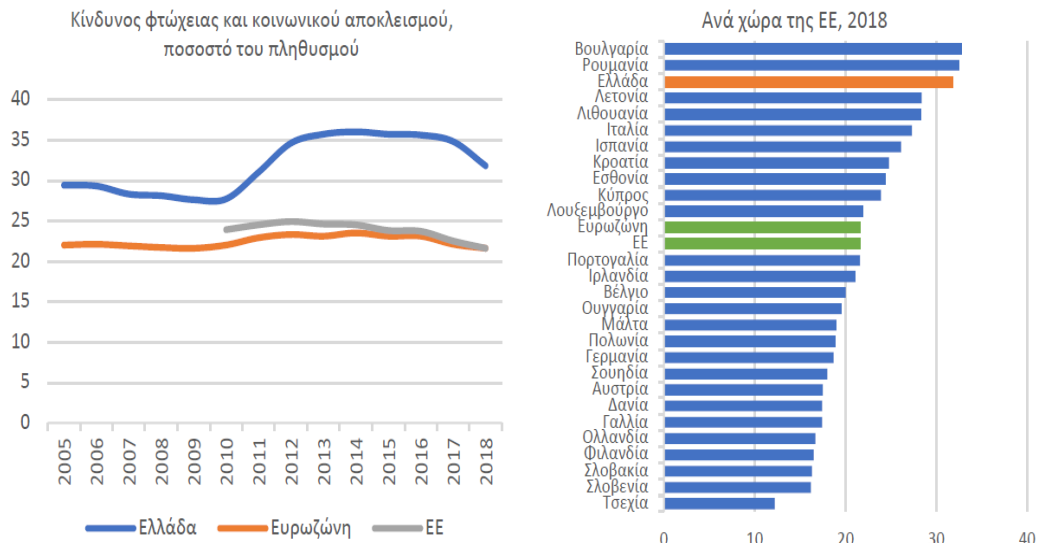 Κίνδυνος φτώχειας και κοινωνικού αποκλεισμού,
ποσοστό του πληθυσμού
40
35
30
25
20
15
10
5
0
2005
2006
2007
2008
2009
2010
2011
2012
2013
2014
2015
2016
2017
2018
Ελλάδα
Ευρωζώνη
ΕΕ
Ανά χώρα της ΕΕ, 2018
Βουλγαρία
Ρουμανία
Ελλάδα
Λετονία
Λιθουανία
Ιταλία
Ισπανία
Κροατία
Εσθονία
Κύπρος
Λουξεμβούργο
Ευρωζώνη
ΕΕ
Πορτογαλία
Ιρλανδία
Βέλγιο
Ουγγαρία
Μάλτα
Πολωνία
Γερμανία
Σουηδία
Αυστρία
Δανία
Γαλλία
Ολλανδία
Φιλανδία
Σλοβακία
Σλοβενία
Τσεχία
0
10
20
30
40